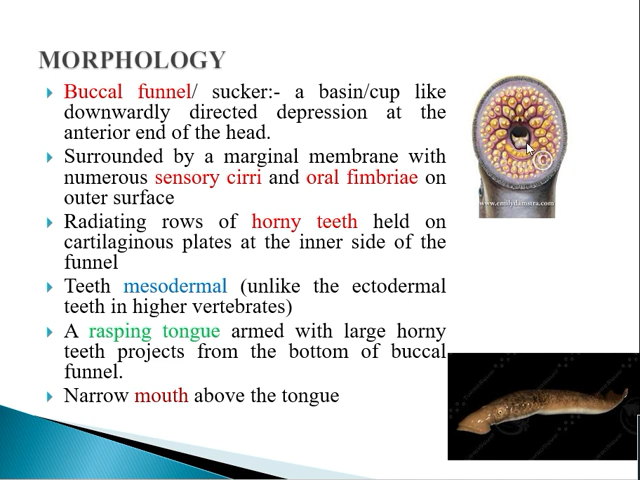 MORPHOLOGY
Buccal funnel/ sucker:- a basin/cup like
downwardly directed depression at the
anterior end of the head.
Surrounded by a marginal membrane with
numerous sensory cirri and oral fimbriae on
outer surface
Radiating rows of horny teeth held on
cartilaginous plates at the inner side of the
funnel
Teeth mesodermal (unlike the ectodermal
teeth in higher vertebrates)
A rasping tongue armed with large horny
teeth projects from the bottom of buccal
funnel.
Narrow mouth above the tongue
www.emilydamstra.com